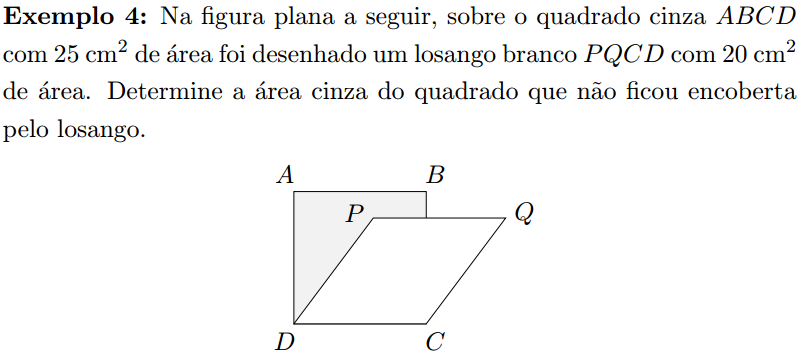 Exemplo 4: Na figura plana a seguir, sobre o quadrado cinza ABCD
com 25 cm² de área foi desenhado um losango branco PQCD com 20 cm²
de área. Determine a área cinza do quadrado que não ficou encoberta
pelo losango.
A B
P Q
D C